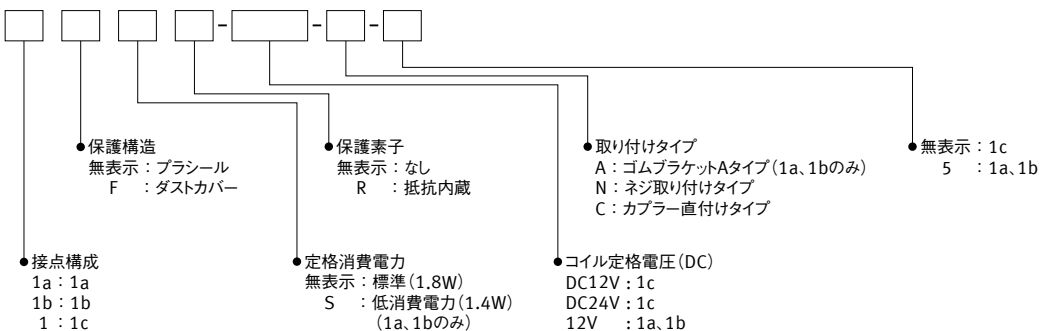 保護構造
無表示：プラシール
F ：ダストカバー
保護素子
無表示：なし
R ：抵抗内蔵
取り付けタイプ
A：ゴムブラケットAタイプ(1a、1bのみ)
N：ネジ取り付けタイプ
C：カプラー直付けタイプ
無表示：1c
5 ：1a、1b
接点構成
1a：1a
1b：1b
1：1c
定格消費電力
無表示：標準(1.8W)
S ：低消費電力(1.4W)
(1a、1bのみ)
コイル定格電圧(DC)
DC12V：1c
DC24V：1c
12V ：1a、1b